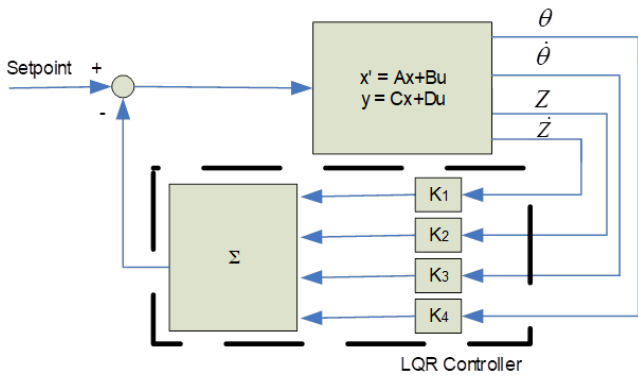 θ
Setpoint
+
-
x' = Ax+Bu
y = Cx+Du
θ̇
Z
Ż
K1
K2
Σ
K3
K4
LQR Controller